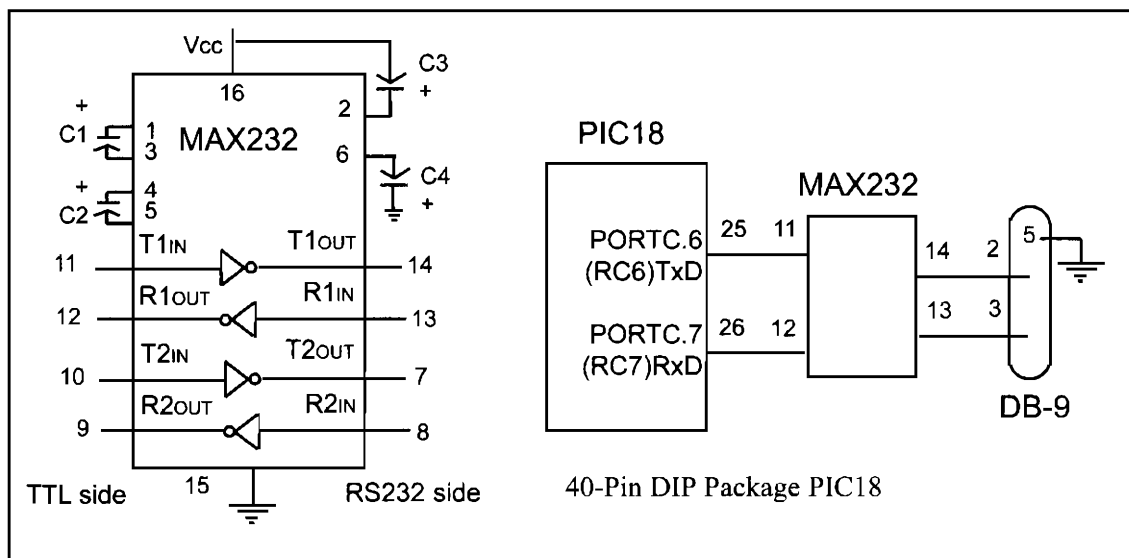 Vcc
16
C3
+
2
MAX232
+
C1
1
3
6
C4
+
+
C2
4
5
T1IN
T1OUT
11
14
R1OUT
R1IN
12
13
T2IN
T2OUT
10
7
R2OUT
R2IN
9
8
15
TTL side
RS232 side
PIC18
MAX232
PORTC.6
(RC6)TxD
25
11
14
2
5
PORTC.7
(RC7)RxD
26
12
13
3
DB-9
40-Pin DIP Package PIC18